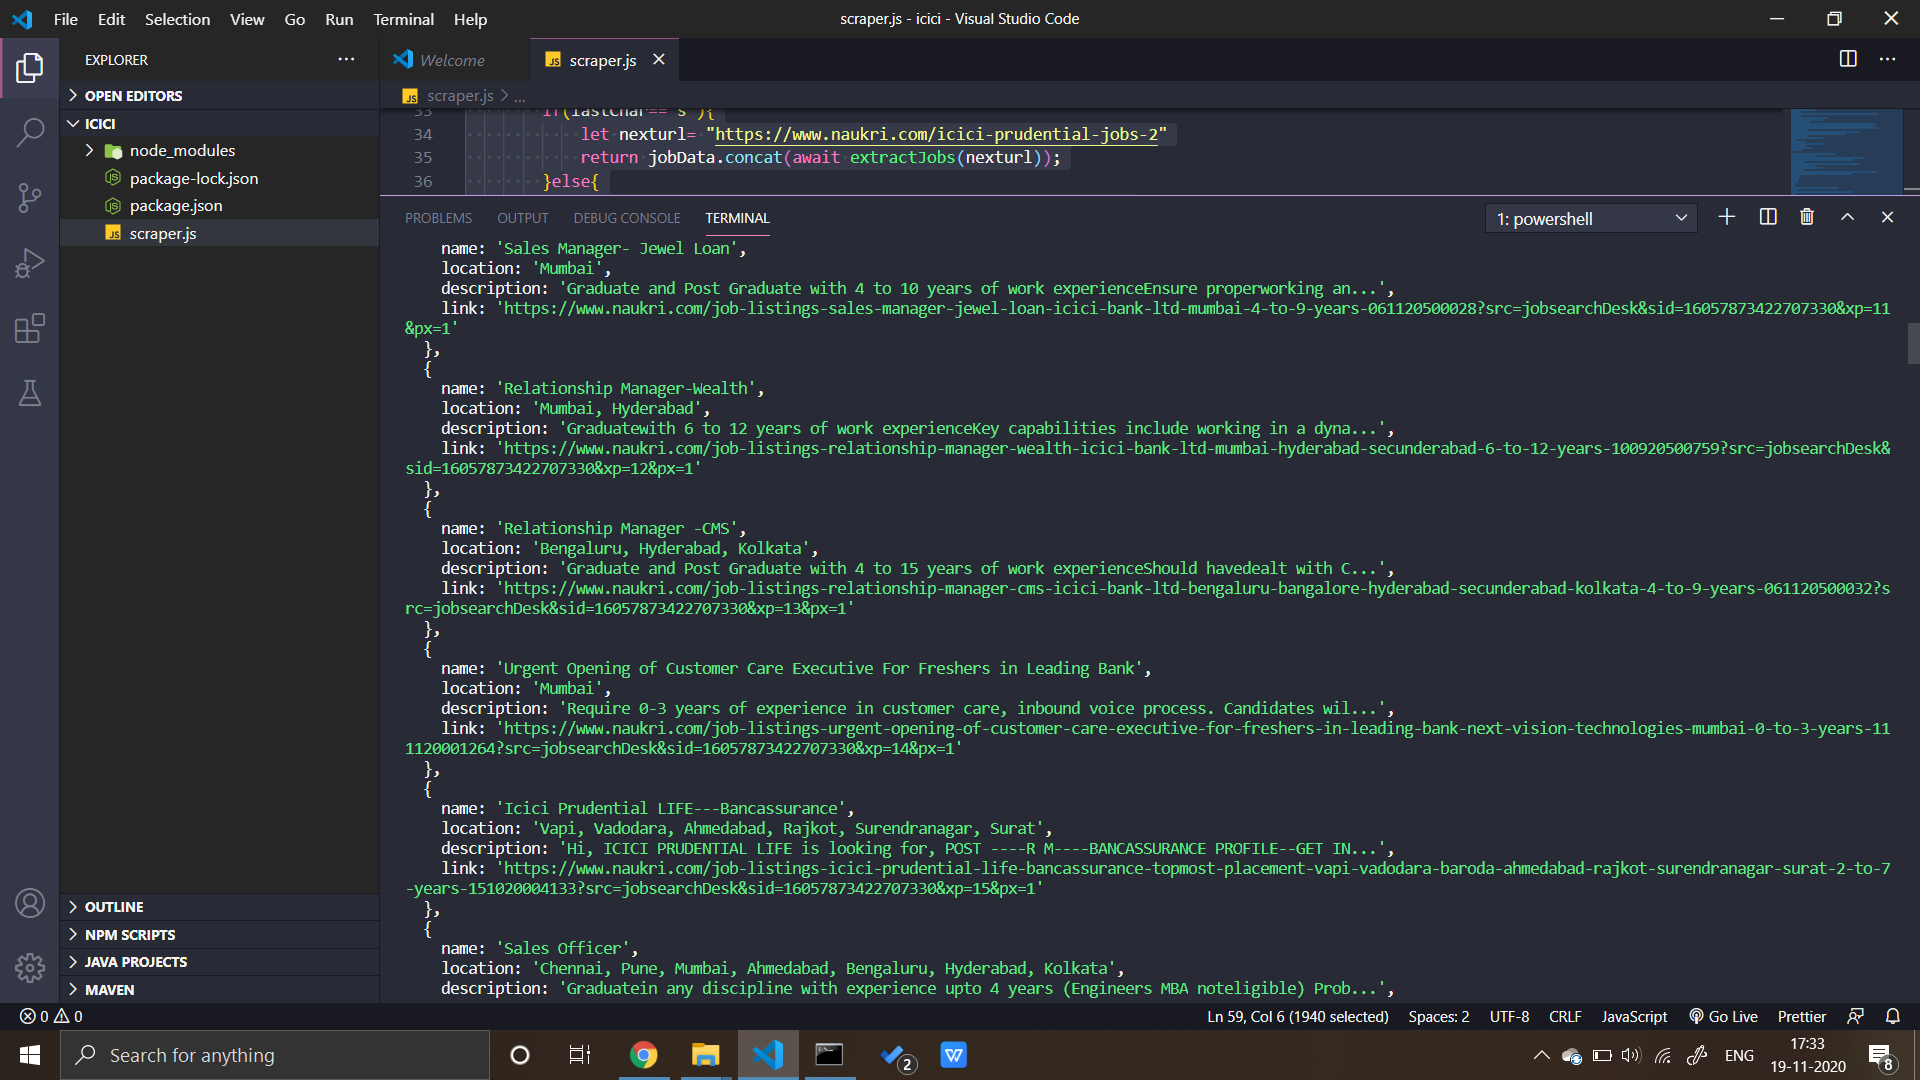 File Edit Selection View Go Run Terminal Help
scraper.js - icici - Visual Studio Code
EXPLORER
Welcome
JS scraper.js
OPEN EDITORS
JS scraper.js > ...
ICICI
node_modules
package-lock.json
package.json
JS scraper.js
33 if(lastChar=='s'){
34 let nexturl= "https://www.naukri.com/icici-prudential-jobs-2"
35 return jobData.concat(await extractJobs(nexturl));
36 }else{
PROBLEMS OUTPUT DEBUG CONSOLE TERMINAL
1: powershell
name: 'Sales Manager- Jewel Loan',
location: 'Mumbai',
description: 'Graduate and Post Graduate with 4 to 10 years of work experienceEnsure properworking an...',
link: 'https://www.naukri.com/job-listings-sales-manager-jewel-loan-icici-bank-ltd-mumbai-4-to-9-years-061120500028?src=jobsearchDesk&sid=16057873422707330&xp=11
&px=1'
},
{
name: 'Relationship Manager-Wealth',
location: 'Mumbai, Hyderabad',
description: 'Graduatewith 6 to 12 years of work experienceKey capabilities include working in a dyna...',
link: 'https://www.naukri.com/job-listings-relationship-manager-wealth-icici-bank-ltd-mumbai-hyderabad-secunderabad-6-to-12-years-100920500759?src=jobsearchDesk&
sid=16057873422707330&xp=12&px=1'
},
{
name: 'Relationship Manager -CMS',
location: 'Bengaluru, Hyderabad, Kolkata',
description: 'Graduate and Post Graduate with 4 to 15 years of work experienceShould havedealt with C...',
link: 'https://www.naukri.com/job-listings-relationship-manager-cms-icici-bank-ltd-bengaluru-bangalore-hyderabad-secunderabad-kolkata-4-to-9-years-061120500032?s
rc=jobsearchDesk&sid=16057873422707330&xp=13&px=1'
},
{
name: 'Urgent Opening of Customer Care Executive For Freshers in Leading Bank',
location: 'Mumbai',
description: 'Require 0-3 years of experience in customer care, inbound voice process. Candidates wil...',
link: 'https://www.naukri.com/job-listings-urgent-opening-of-customer-care-executive-for-freshers-in-leading-bank-next-vision-technologies-mumbai-0-to-3-years-11
1120001264?src=jobsearchDesk&sid=16057873422707330&xp=14&px=1'
},
{
name: 'Icici Prudential LIFE---Bancassurance',
location: 'Vapi, Vadodara, Ahmedabad, Rajkot, Surendranagar, Surat',
description: 'Hi, ICICI PRUDENTIAL LIFE is looking for, POST ----R M----BANCASSURANCE PROFILE--GET IN...',
link: 'https://www.naukri.com/job-listings-icici-prudential-life-bancassurance-topmost-placement-vapi-vadodara-baroda-ahmedabad-rajkot-surendranagar-surat-2-to-7
-years-151020004133?src=jobsearchDesk&sid=16057873422707330&xp=15&px=1'
},
{
name: 'Sales Officer',
location: 'Chennai, Pune, Mumbai, Ahmedabad, Bengaluru, Hyderabad, Kolkata',
description: 'Graduatein any discipline with experience upto 4 years (Engineers MBA noteligible) Prob...',
OUTLINE
NPM SCRIPTS
JAVA PROJECTS
MAVEN
0 0
Ln 59, Col 6 (1940 selected) Spaces: 2 UTF-8 CRLF JavaScript Go Live Prettier
Search for anything
2
W
ENG
17:33
19-11-2020
8